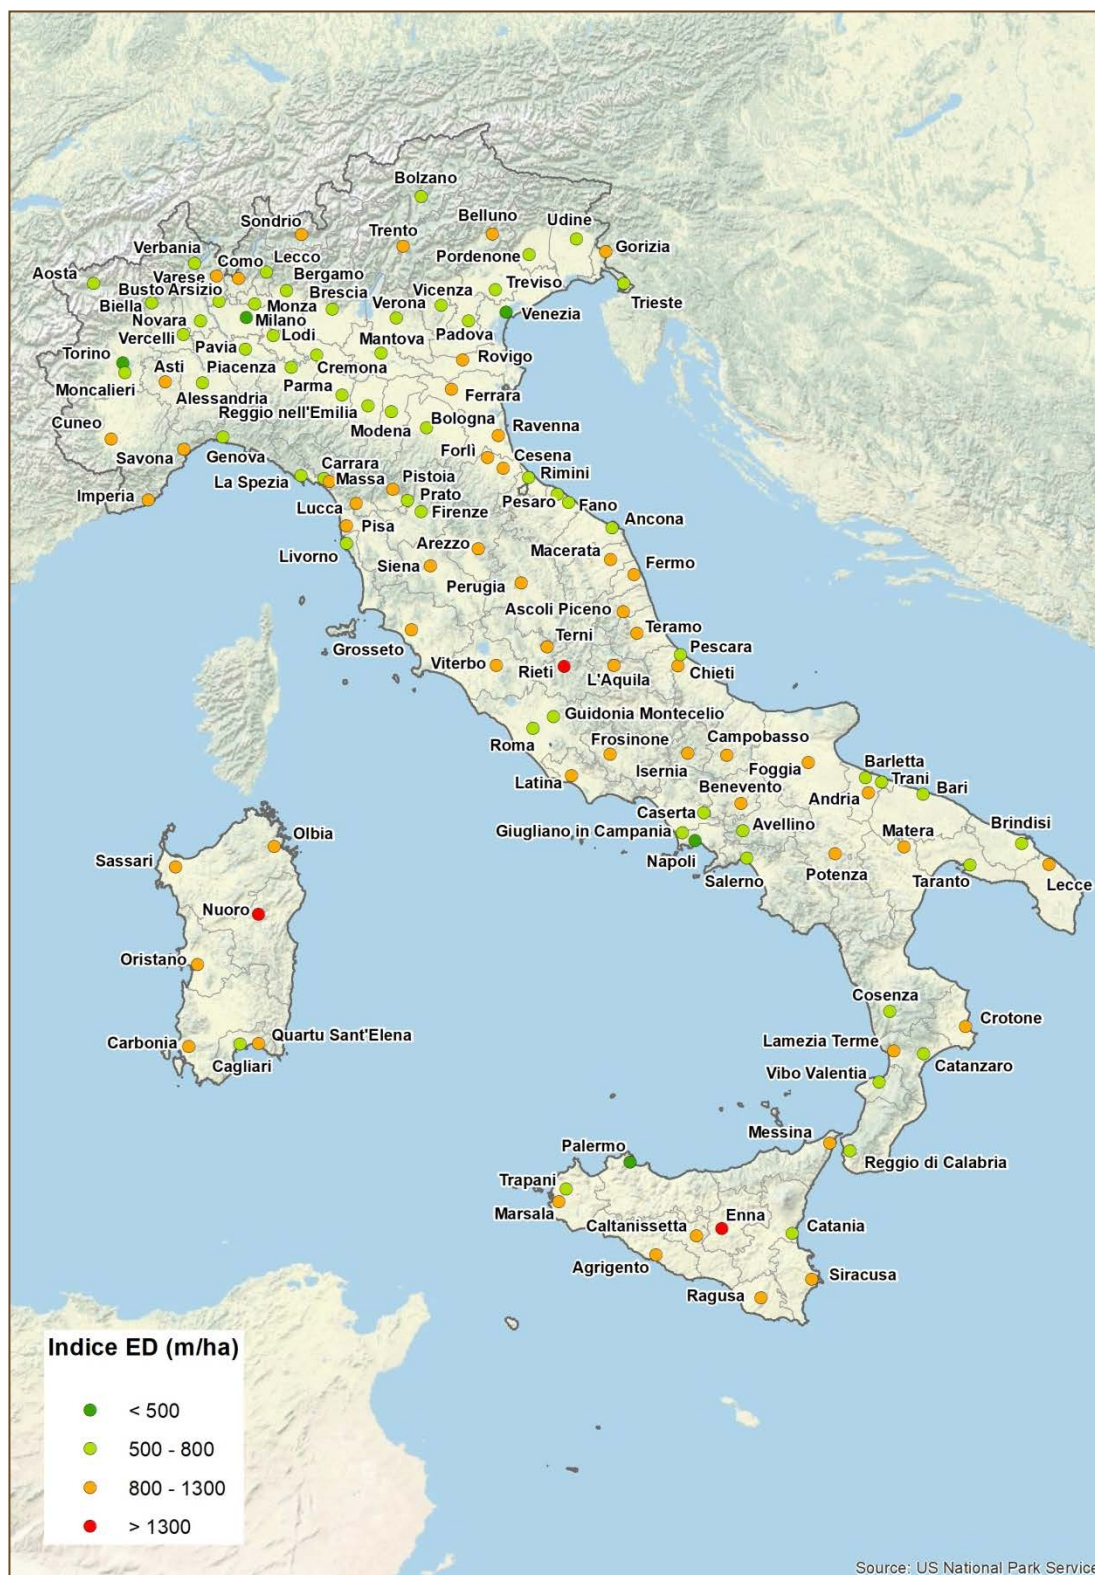 Bolzano
Sondrio
Trento
Belluno
Udine
Gorizia
Verbania
Como
Lecco
Pordenone
Aosta
Varese
Bergamo
Treviso
Trieste
Busto Arsizio
Brescia
Verona
Vicenza
Biella
Monza
Venezia
Novara
Milano
Padova
Vercelli
Lodi
Mantova
Torino
Pavia
Rovigo
Asti
Piacenza
Cremona
Moncalieri
Parma
Ferrara
Alessandria
Reggio nell'Emilia
Cuneo
Modena
Bologna
Ravenna
Savona
Genova
Forlì
Cesena
Carrara
Pistoia
Rimini
La Spezia
Massa
Imperia
Prato
Pesaro
Fano
Lucca
Firenze
Pisa
Ancona
Arezzo
Livorno
Macerata
Siena
Fermo
Perugia
Ascoli Piceno
Teramo
Terni
Grosseto
Pescara
Viterbo
Rieti
L'Aquila
Chieti
Guidonia Montecelio
Roma
Frosinone
Campobasso
Isernia
Foggia
Barletta
Latina
Trani
Benevento
Andria
Bari
Caserta
Avellino
Giugliano in Campania
Matera
Brindisi
Olbia
Napoli
Sassari
Salerno
Potenza
Taranto
Lecce
Nuoro
Oristano
Cosenza
Crotone
Quartu Sant'Elena
Lamezia Terme
Carbonia
Cagliari
Catanzaro
Vibo Valentia
Messina
Palermo
Reggio di Calabria
Trapani
Marsala
Enna
Caltanissetta
Catania
Agrigento
Siracusa
Ragusa
Indice ED (m/ha)
< 500
500 - 800
800 - 1300
> 1300
Source: US National Park Service